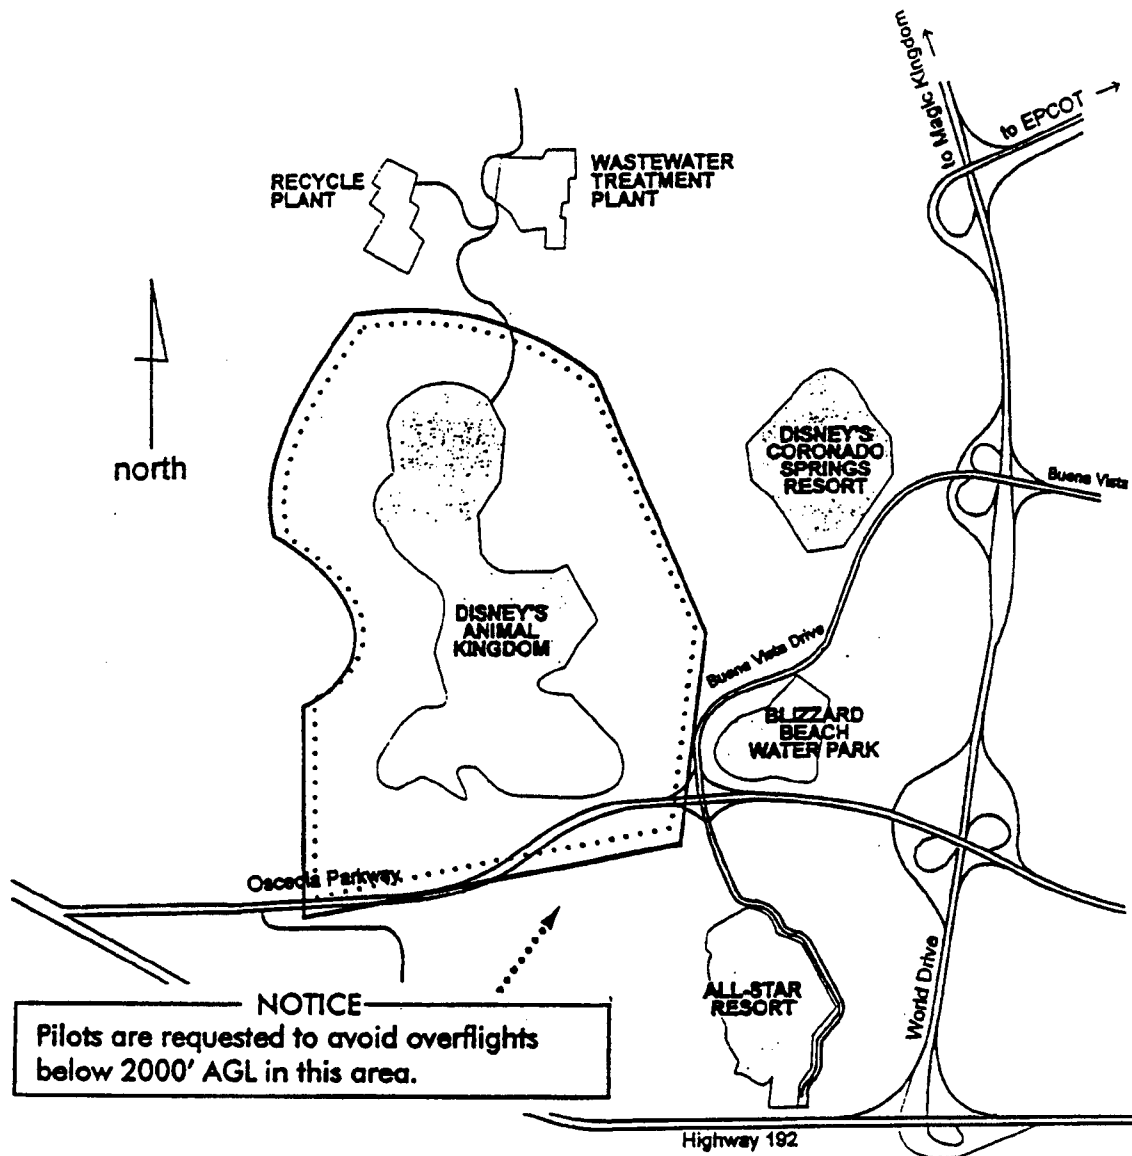 to Magic Kingdom
to EPCOT
RECYCLE
PLANT
WASTEWATER
TREATMENT
PLANT
north
DISNEY'S
CORONADO
SPRINGS
RESORT
Buena Vista
DISNEY'S
ANIMAL
KINGDOM
Buena Vista Drive
BLIZZARD
BEACH
WATER PARK
Osceola Parkway
World Drive
ALL-STAR
RESORT
NOTICE
Pilots are requested to avoid overflights
below 2000' AGL in this area.
Highway 192